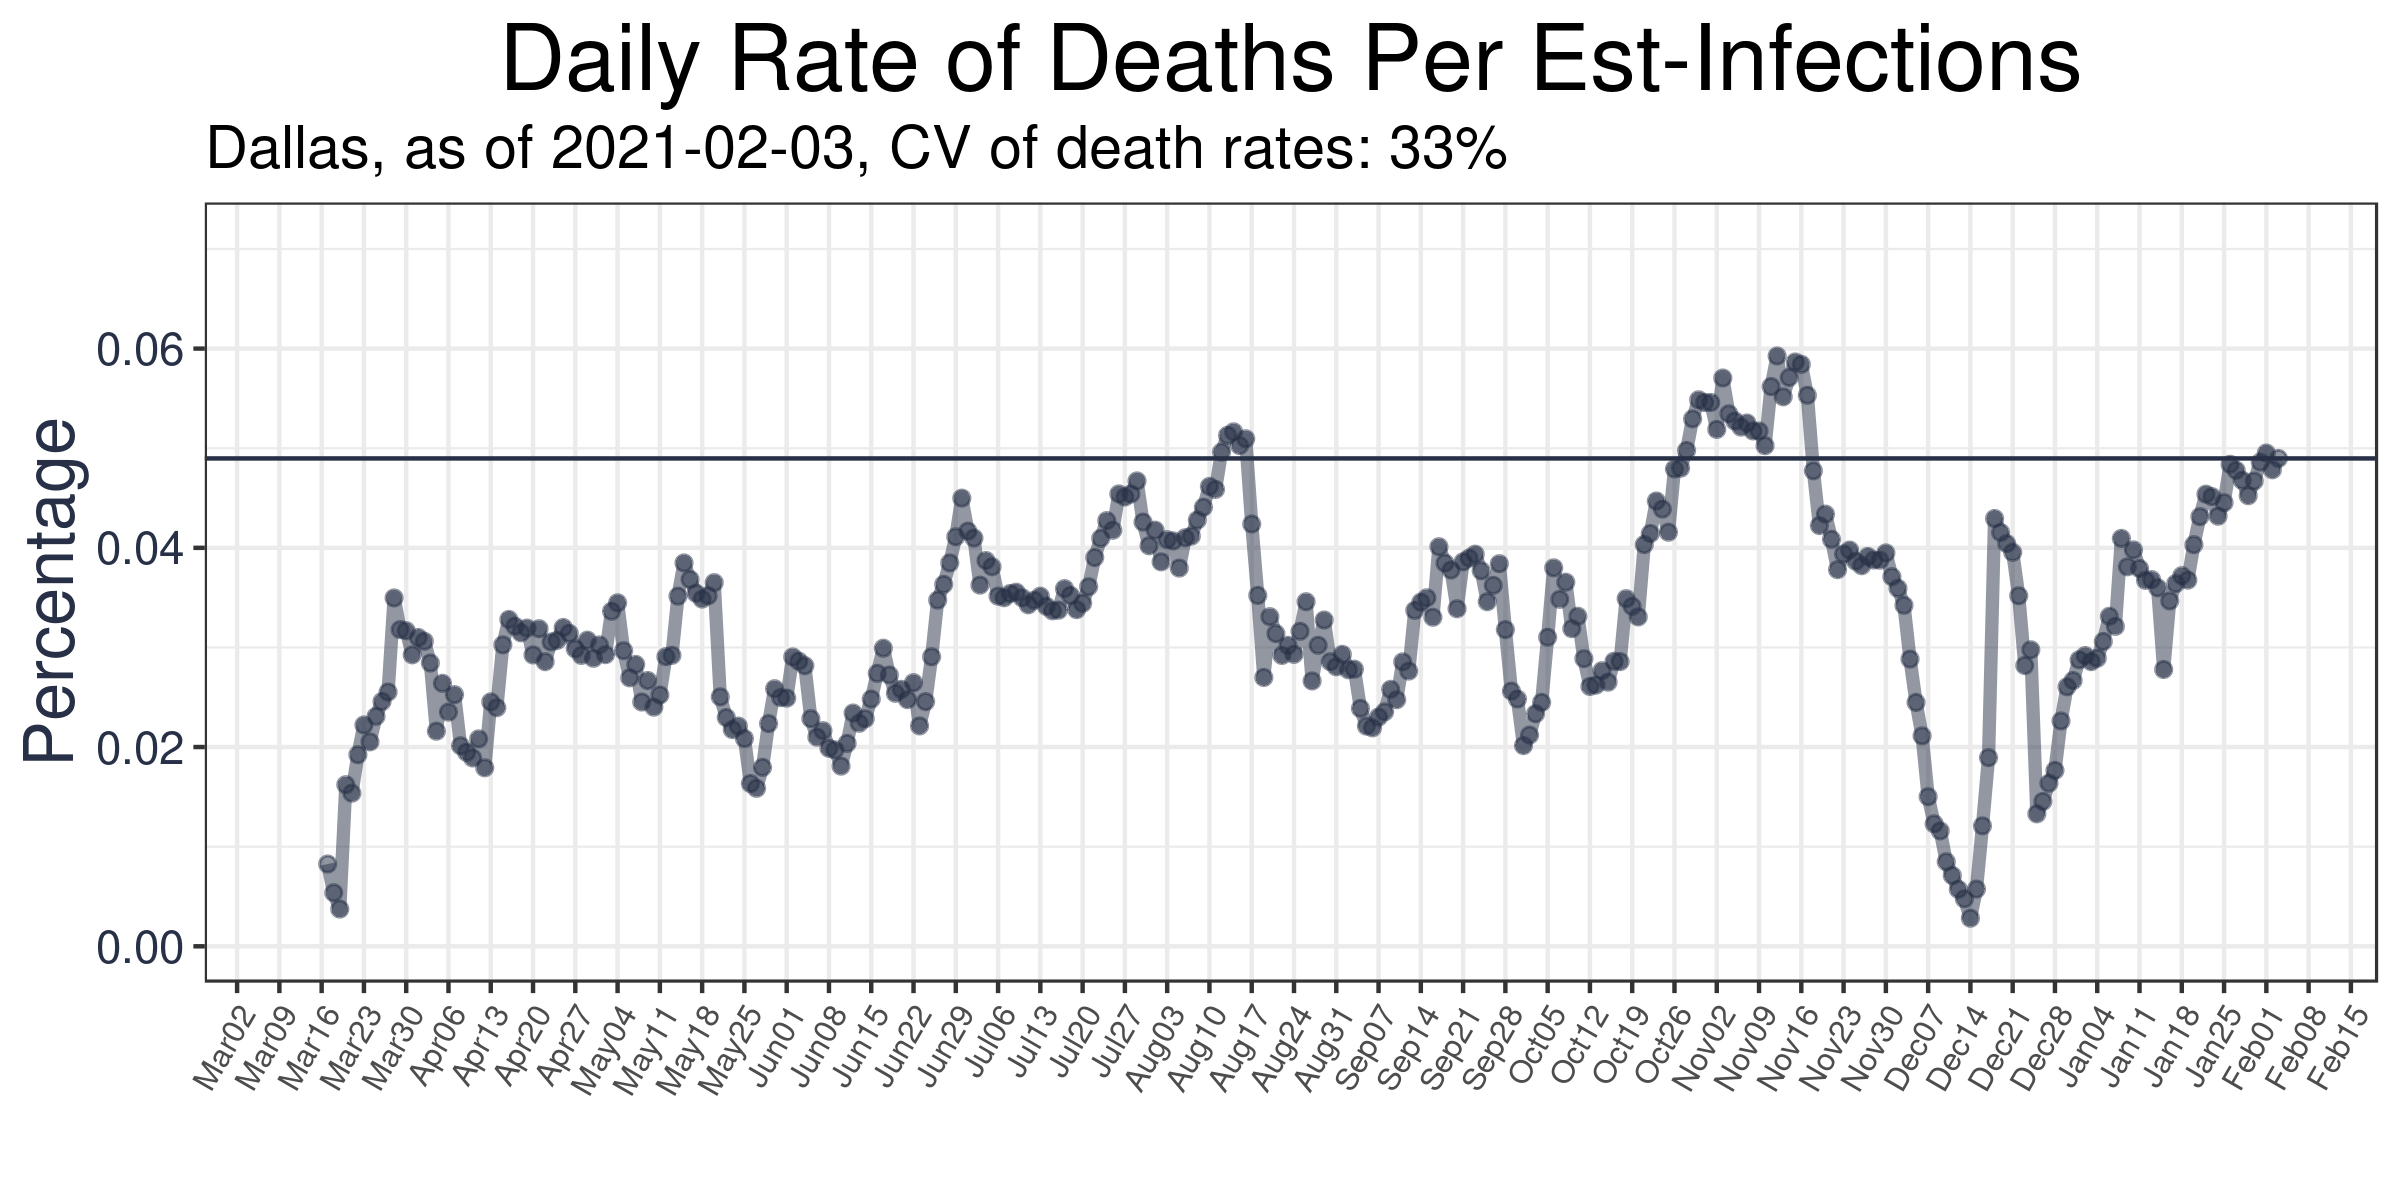 Daily Rate of Deaths Per Est-Infections
Dallas, as of 2021-02-03, CV of death rates: 33%
Percentage
0.06
0.04
0.02
0.00
Mar02 Mar09 Mar16 Mar23 Mar30 Apr06 Apr13 Apr20 Apr27 May04 May11 May18 May25 Jun01 Jun08 Jun15 Jun22 Jun29 Jul06 Jul13 Jul20 Jul27 Aug03 Aug10 Aug17 Aug24 Aug31 Sep07 Sep14 Sep21 Sep28 Oct05 Oct12 Oct19 Oct26 Nov02 Nov09 Nov16 Nov23 Nov30 Dec07 Dec14 Dec21 Dec28 Jan04 Jan11 Jan18 Jan25 Feb01 Feb08 Feb15